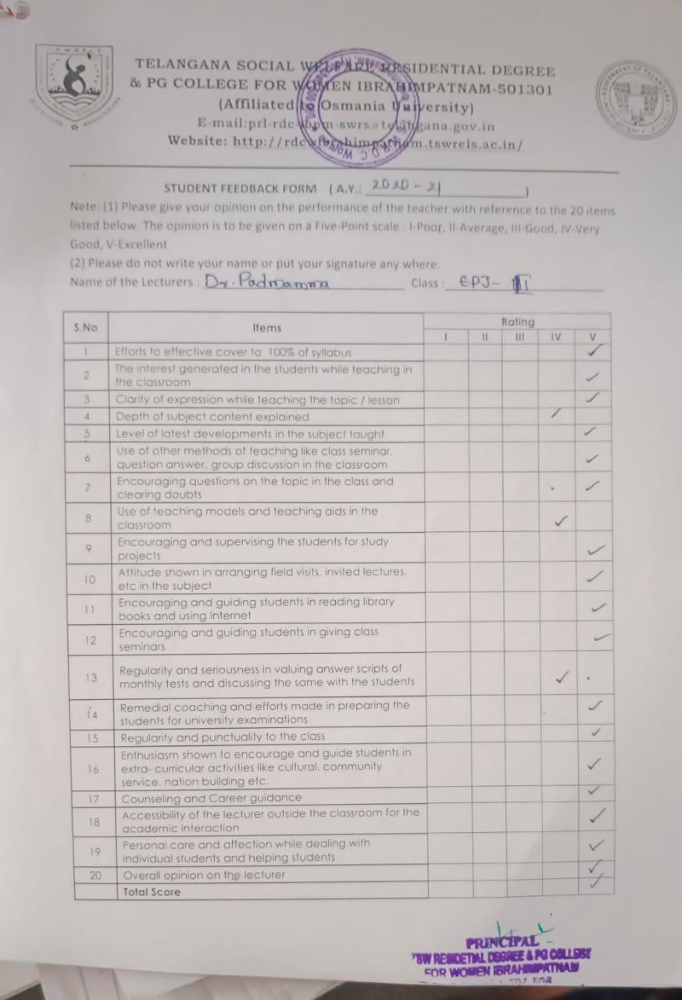 TELANGANA SOCIAL WELFARE RESIDENTIAL DEGREE
& PG COLLEGE FOR WOMEN IBRAHIMPATNAM-501301
(Affiliated to Osmania University)
Website: http://rdcwibrahimpatnam.tswreis.ac.in/
STUDENT FEEDBACK FORM ( A.Y.: 2020-21 )
Note: (1) Please give your opinion on the performance of the teacher with reference to the 20 items
listed below. The opinion is to be given on a Five-Point scale : I-Poor, II-Average, III-Good, IV-Very
Good, V-Excellent
(2) Please do not write your name or put your signature any where.
Name of the Lecturers : Dr. Padmamma Class : EPJ-
S.No Items Rating
I II III IV V
1 Efforts to effective cover to 100% of syllabus ✓
2 The interest generated in the students while teaching in
the classroom ✓
3 Clarity of expression while teaching the topic / lesson ✓
4 Depth of subject content explained ✓
5 Level of latest developments in the subject taught ✓
6 Use of other methods of teaching like class seminar,
question answer, group discussion in the classroom ✓
7 Encouraging questions on the topic in the class and
clearing doubts ✓
8 Use of teaching models and teaching aids in the
classroom ✓
9 Encouraging and supervising the students for study
projects ✓
10 Attitude shown in arranging field visits, invited lectures,
etc in the subject ✓
11 Encouraging and guiding students in reading library
books and using Internet ✓
12 Encouraging and guiding students in giving class
seminars ✓
13 Regularity and seriousness in valuing answer scripts of
monthly tests and discussing the same with the students ✓
14 Remedial coaching and efforts made in preparing the
students for university examinations ✓
15 Regularity and punctuality to the class ✓
16 Enthusiasm shown to encourage and guide students in
extra- curricular activities like cultural, community
service, nation building etc. ✓
17 Counseling and Career guidance ✓
18 Accessibility of the lecturer outside the classroom for the
academic interaction ✓
19 Personal care and affection while dealing with
individual students and helping students ✓
20 Overall opinion on the lecturer ✓
Total Score ✓
PRINCIPAL
TSW RESIDETIAL DEGREE & PG COLLEGE
FOR WOMEN IBRAHIMPATNAM